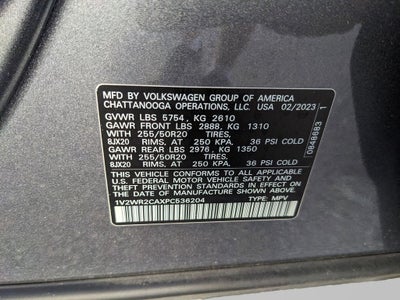 MFD BY VOLKSWAGEN GROUP OF AMERICA
CHATTANOOGA OPERATIONS, LLC. USA 02/2023
GVWR LBS 5754, KG 2610
GAWR FRONT LBS 2888, KG 1310
WITH 255/50R20 TIRES,
8JX20 RIMS, AT 250 KPA, 36 PSI COLD
GAWR REAR LBS 2976, KG 1350
WITH 255/50R20 TIRES,
8JX20 RIMS, AT 250 KPA, 36 PSI COLD
THIS VEHICLE CONFORMS TO ALL APPLICABLE
FEDERAL MOTOR VEHICLE SAFETY AND
THEFT PREVENTION STANDARDS IN EFFECT ON
THE DATE OF MANUFACTURE SHOWN ABOVE.
1V2WR2CAXPC536204 TYPE: MPV
0848683 1